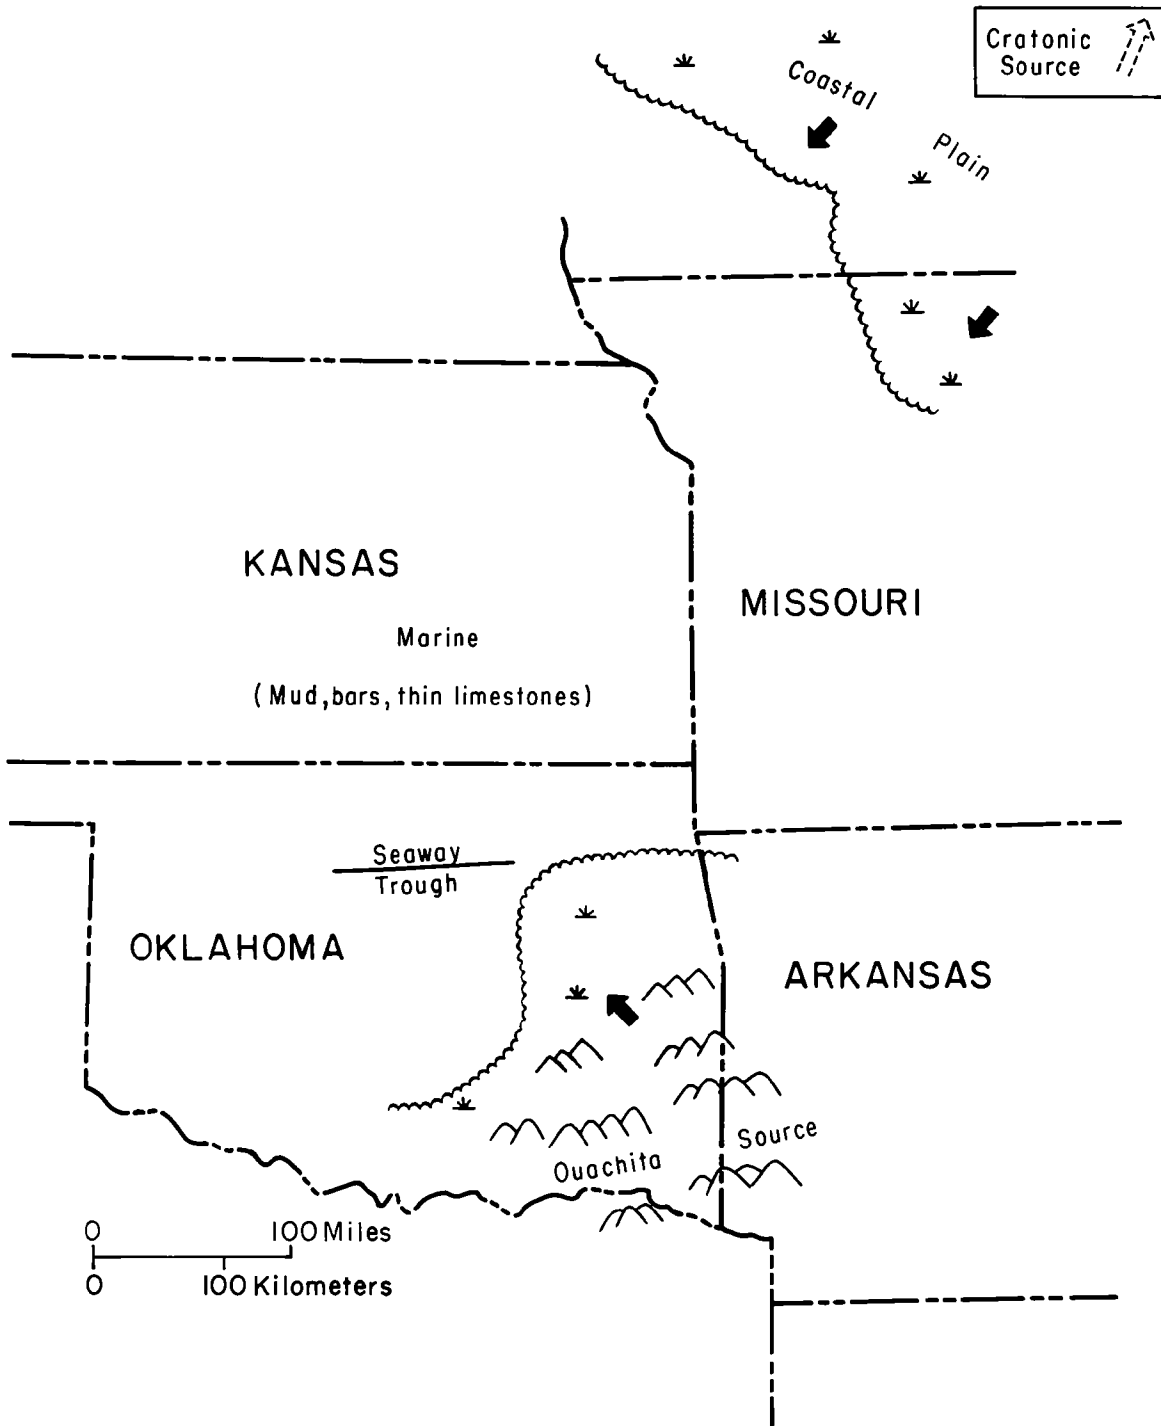 Cratonic
Source
Coastal
Plain
KANSAS
MISSOURI
Marine
(Mud, bars, thin limestones)
Seaway
Trough
OKLAHOMA
ARKANSAS
Source
Ouachita
0 100 Miles
0 100 Kilometers